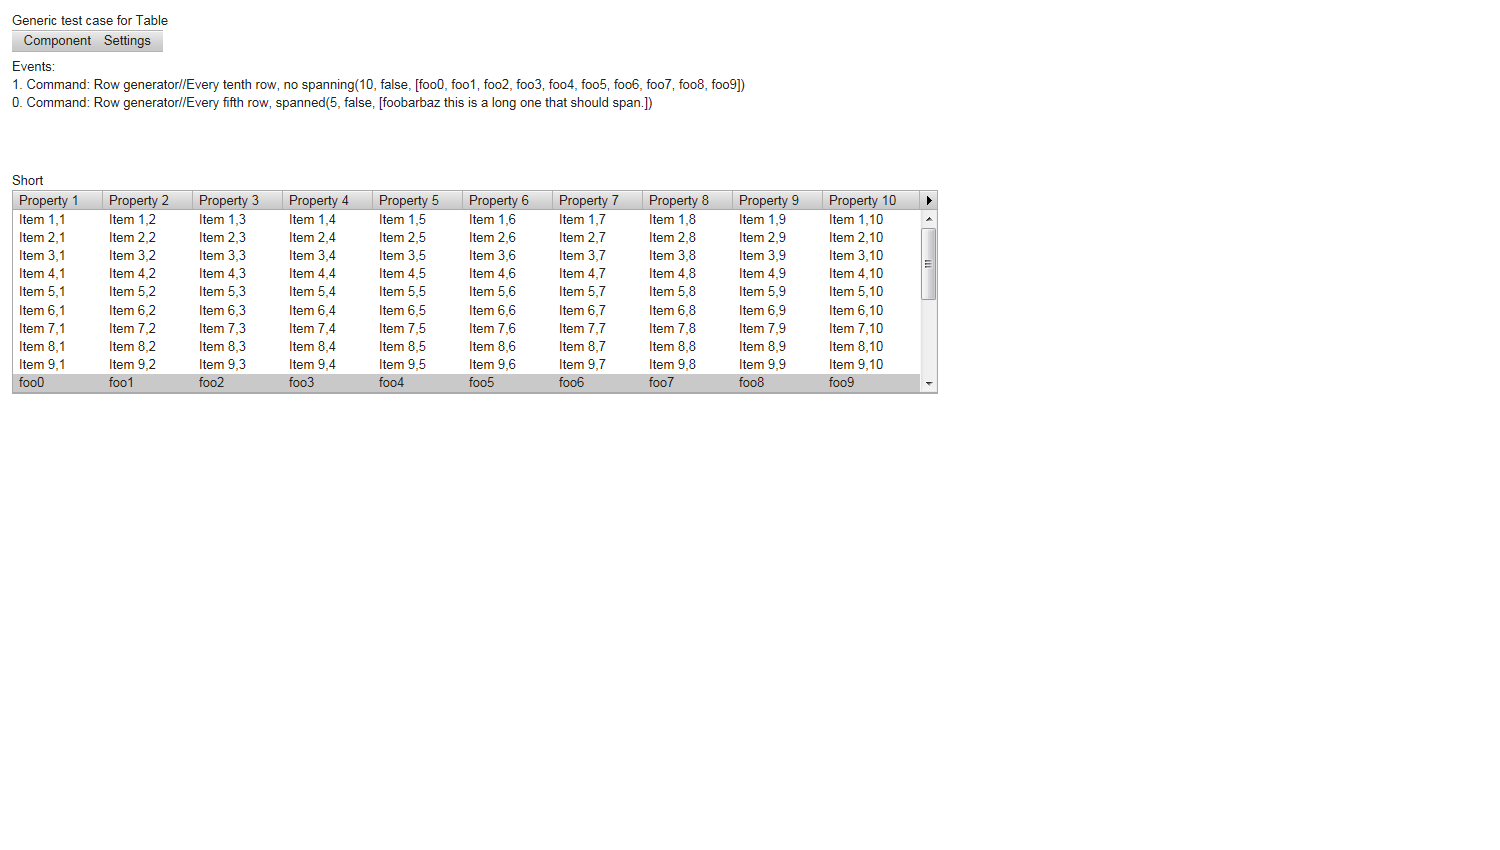 Generic test case for Table
Component Settings
Events:
1. Command: Row generator//Every tenth row, no spanning(10, false, [foo0, foo1, foo2, foo3, foo4, foo5, foo6, foo7, foo8, foo9])
0. Command: Row generator//Every fifth row, spanned(5, false, [foobarbaz this is a long one that should span.])
Short
Property 1 Property 2 Property 3 Property 4 Property 5 Property 6 Property 7 Property 8 Property 9 Property 10
Item 1,1 Item 1,2 Item 1,3 Item 1,4 Item 1,5 Item 1,6 Item 1,7 Item 1,8 Item 1,9 Item 1,10
Item 2,1 Item 2,2 Item 2,3 Item 2,4 Item 2,5 Item 2,6 Item 2,7 Item 2,8 Item 2,9 Item 2,10
Item 3,1 Item 3,2 Item 3,3 Item 3,4 Item 3,5 Item 3,6 Item 3,7 Item 3,8 Item 3,9 Item 3,10
Item 4,1 Item 4,2 Item 4,3 Item 4,4 Item 4,5 Item 4,6 Item 4,7 Item 4,8 Item 4,9 Item 4,10
Item 5,1 Item 5,2 Item 5,3 Item 5,4 Item 5,5 Item 5,6 Item 5,7 Item 5,8 Item 5,9 Item 5,10
Item 6,1 Item 6,2 Item 6,3 Item 6,4 Item 6,5 Item 6,6 Item 6,7 Item 6,8 Item 6,9 Item 6,10
Item 7,1 Item 7,2 Item 7,3 Item 7,4 Item 7,5 Item 7,6 Item 7,7 Item 7,8 Item 7,9 Item 7,10
Item 8,1 Item 8,2 Item 8,3 Item 8,4 Item 8,5 Item 8,6 Item 8,7 Item 8,8 Item 8,9 Item 8,10
Item 9,1 Item 9,2 Item 9,3 Item 9,4 Item 9,5 Item 9,6 Item 9,7 Item 9,8 Item 9,9 Item 9,10
foo0 foo1 foo2 foo3 foo4 foo5 foo6 foo7 foo8 foo9